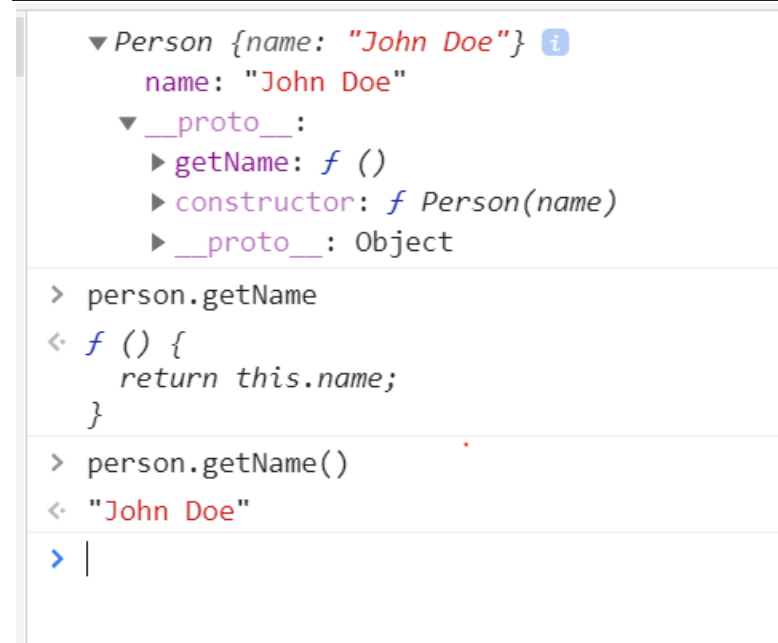 ▼Person {name: "John Doe"} i
name: "John Doe"
▼__proto__:
▶getName: ƒ ()
▶constructor: ƒ Person(name)
▶__proto__: Object
> person.getName
<· ƒ () {
return this.name;
}
> person.getName()
<· "John Doe"
>